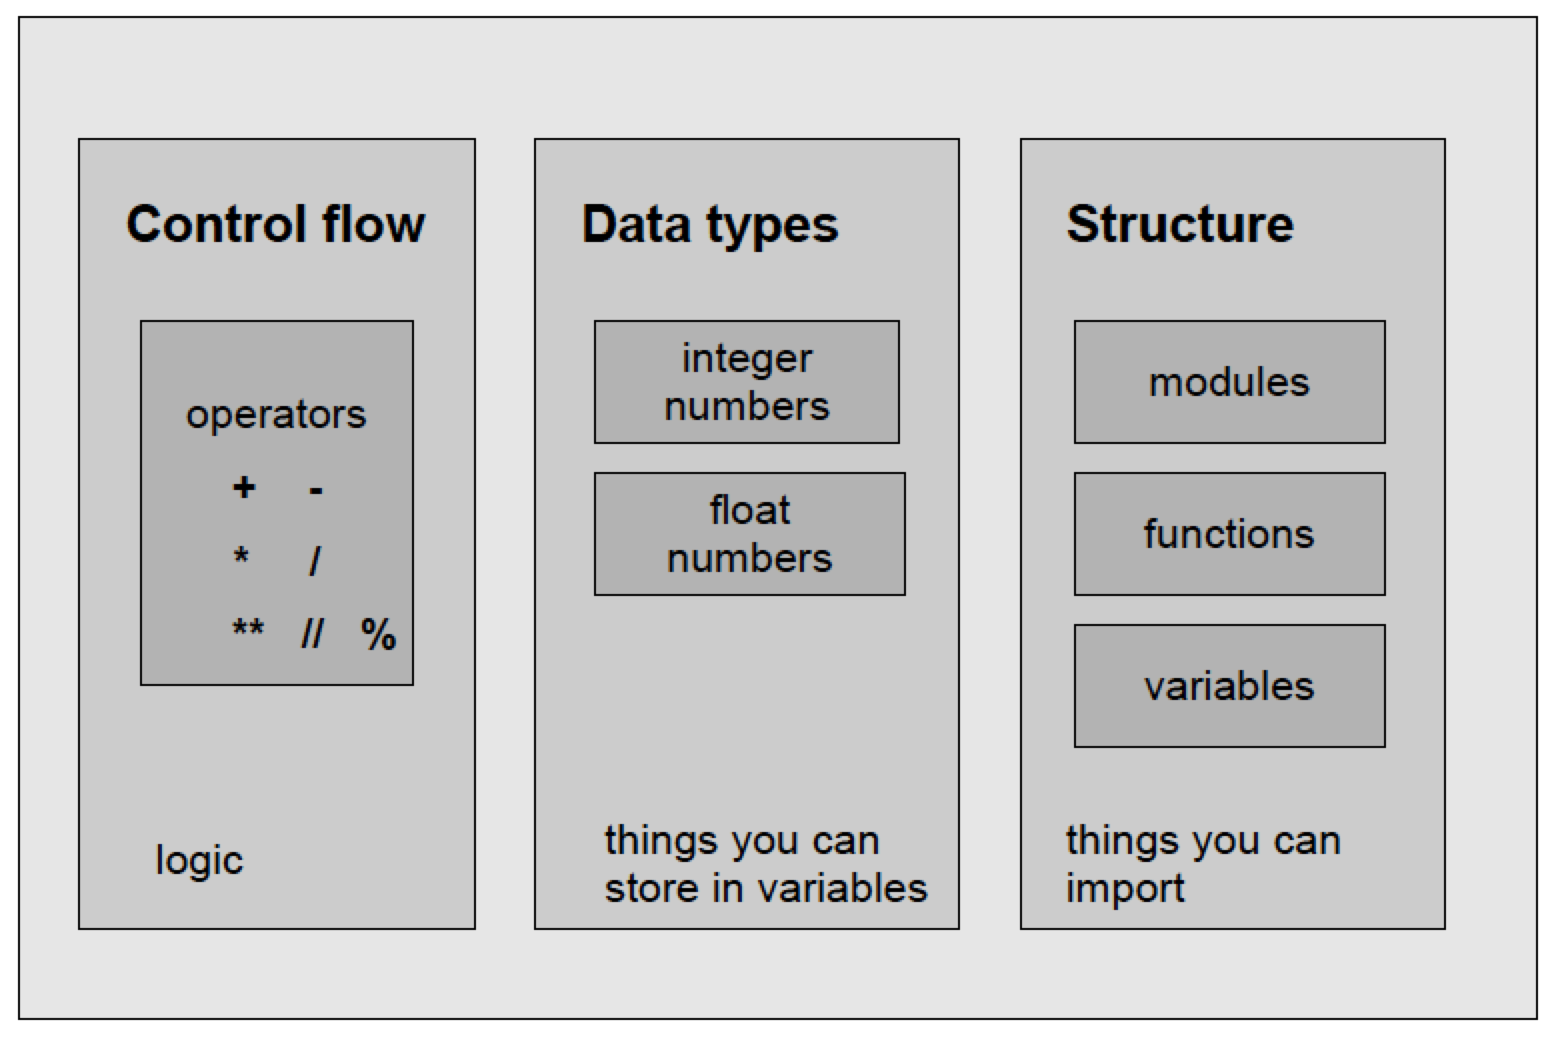 Control flow
operators
+ -
* /
** // %
logic
Data types
integer
numbers
float
numbers
things you can
store in variables
Structure
modules
functions
variables
things you can
import